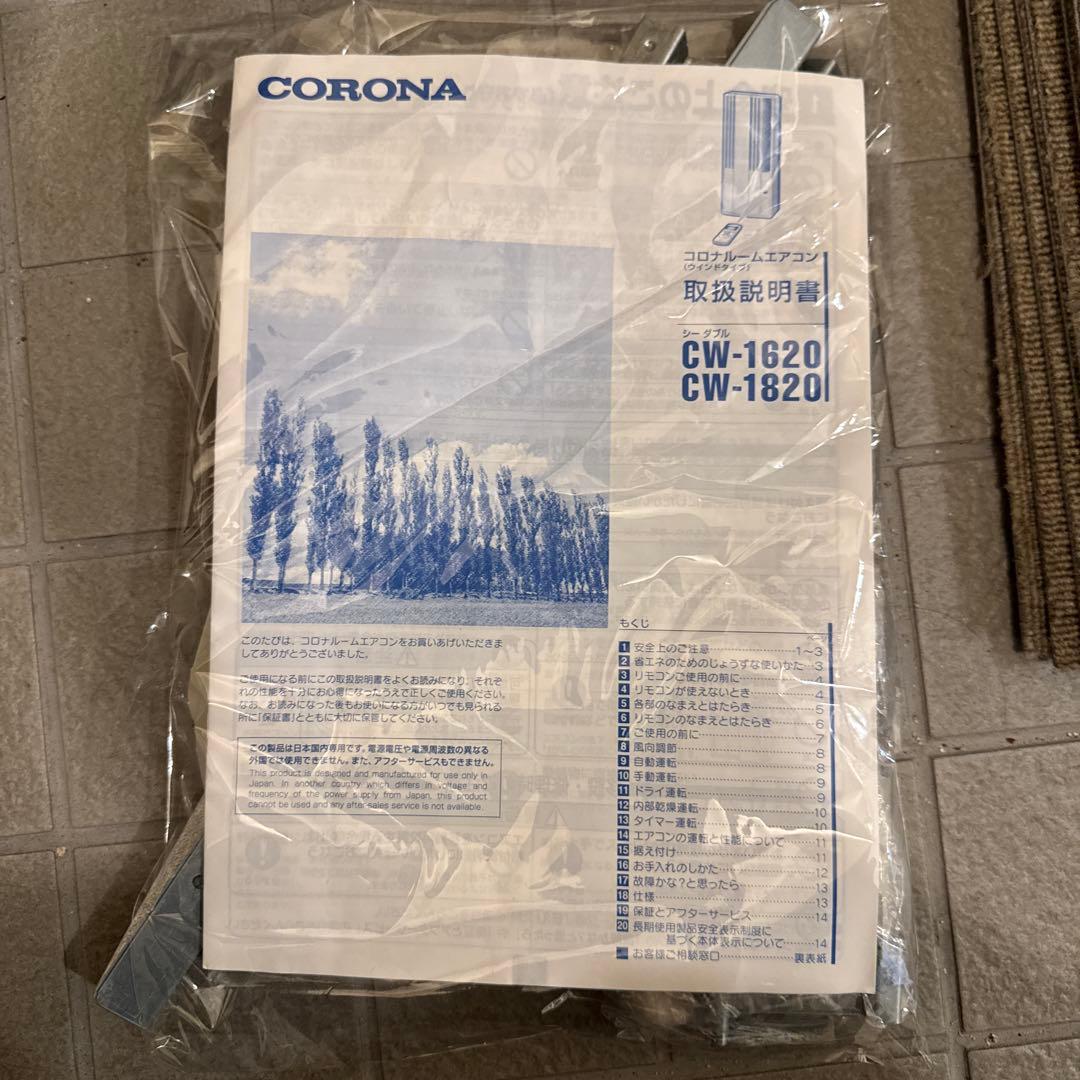 CORONA
コロナルームエアコン
(ウインドタイプ)
取扱説明書
シー ダブル
CW-1620
CW-1820
このたびは、コロナルームエアコンをお買いあげいただきま
してありがとうございました。
ご使用になる前にこの取扱説明書をよくお読みになり、それぞ
れの性能を十分にお心得になったうえで正しくご使用ください。
なお、お読みになった後もお使いになる方がいつでも見られる
所に「保証書」とともに大切に保管してください。
この製品は日本国内専用です。電源電圧や電源周波数の異なる
外国では使用できません。また、アフターサービスもできません。
This product is designed and manufactured for use only in
Japan. In another country which differs in voltage and
frequency of the power supply from Japan, this product
cannot be used and any after-sales service is not available.
もくじ
ページ
1 安全上のご注意 1〜3
2 省エネのためのじょうずな使いかた 3
3 リモコンご使用の前に 4
4 リモコンが使えないとき 4
5 各部のなまえとはたらき 5
6 リモコンのなまえとはたらき 6
7 ご使用の前に 7
8 風向調節 8
9 自動運転 8
10 手動運転 9
11 ドライ運転 9
12 内部乾燥運転 10
13 タイマー運転 10
14 エアコンの運転と性能について 11
15 据え付け 11
16 お手入れのしかた 12
17 故障かな?と思ったら 13
18 仕様 13
19 保証とアフターサービス 14
20 長期使用製品安全表示制度に
基づく本体表示について 14
お客様ご相談窓口 裏表紙